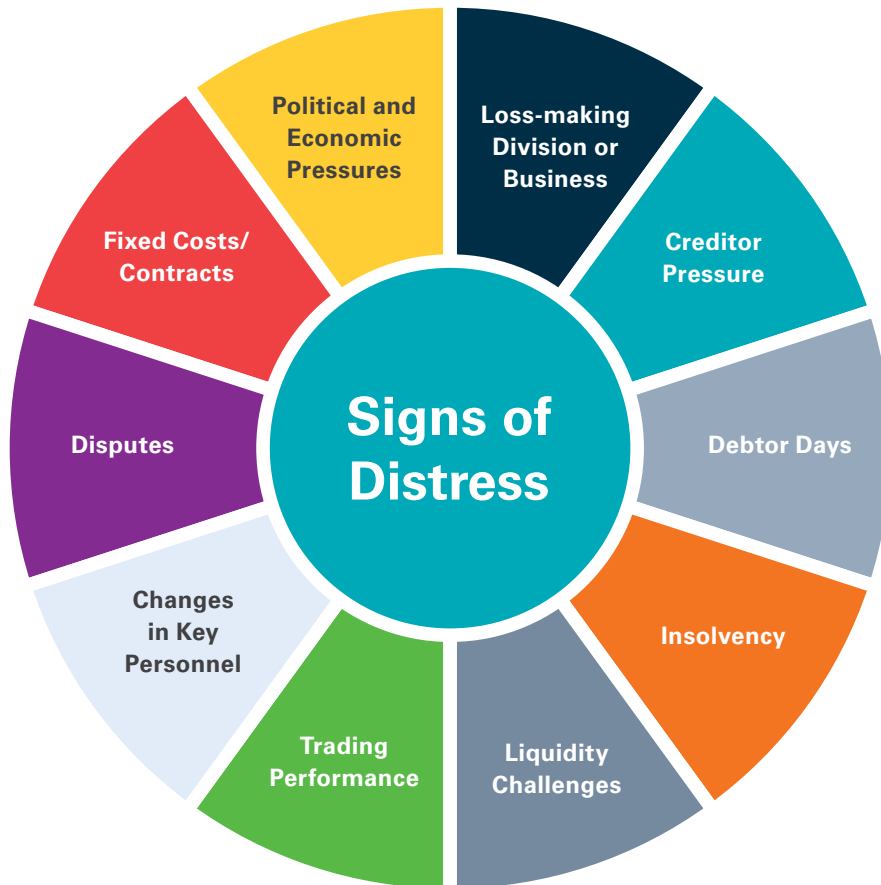 Signs of
Distress
Loss-making
Division or
Business
Creditor
Pressure
Debtor Days
Insolvency
Liquidity
Challenges
Trading
Performance
Changes
in Key
Personnel
Disputes
Fixed Costs/
Contracts
Political and
Economic
Pressures